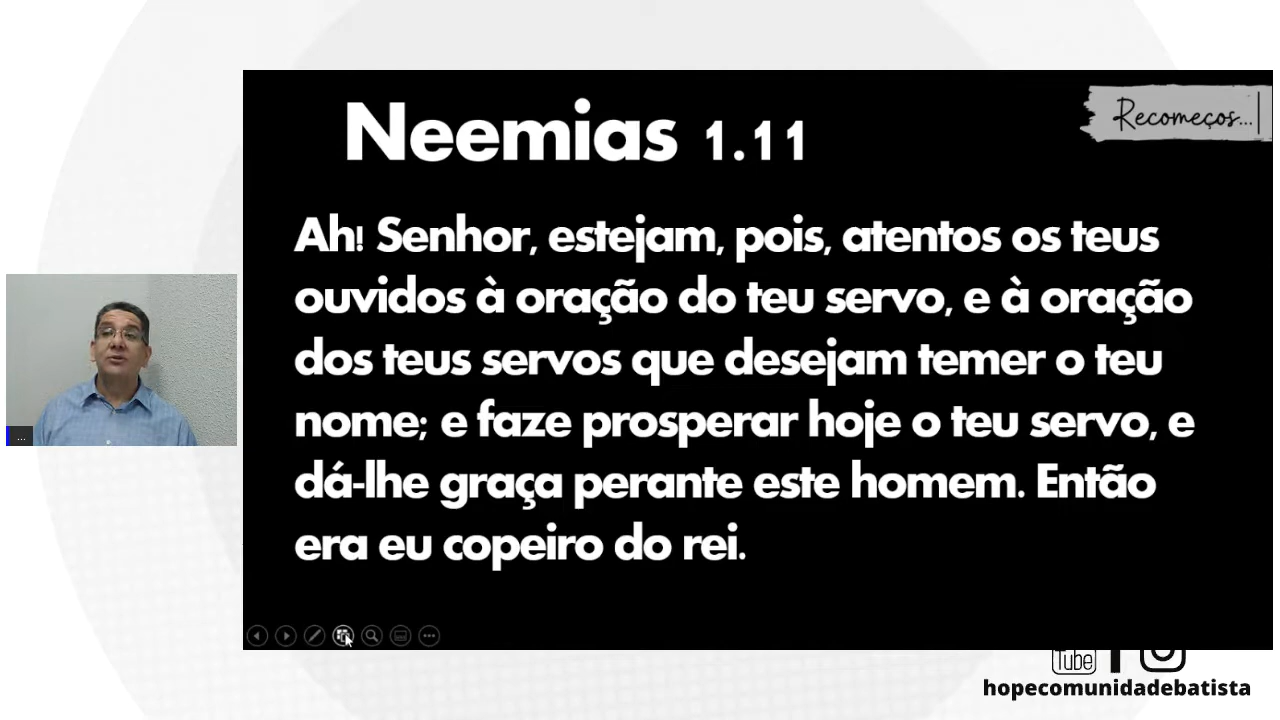 Neemias 1.11
Recomeços...|
Ah! Senhor, estejam, pois, atentos os teus
ouvidos à oração do teu servo, e à oração
dos teus servos que desejam temer o teu
nome; e faze prosperar hoje o teu servo, e
dá-lhe graça perante este homem. Então
era eu copeiro do rei.
...
Tube
hopecomunidadebatista